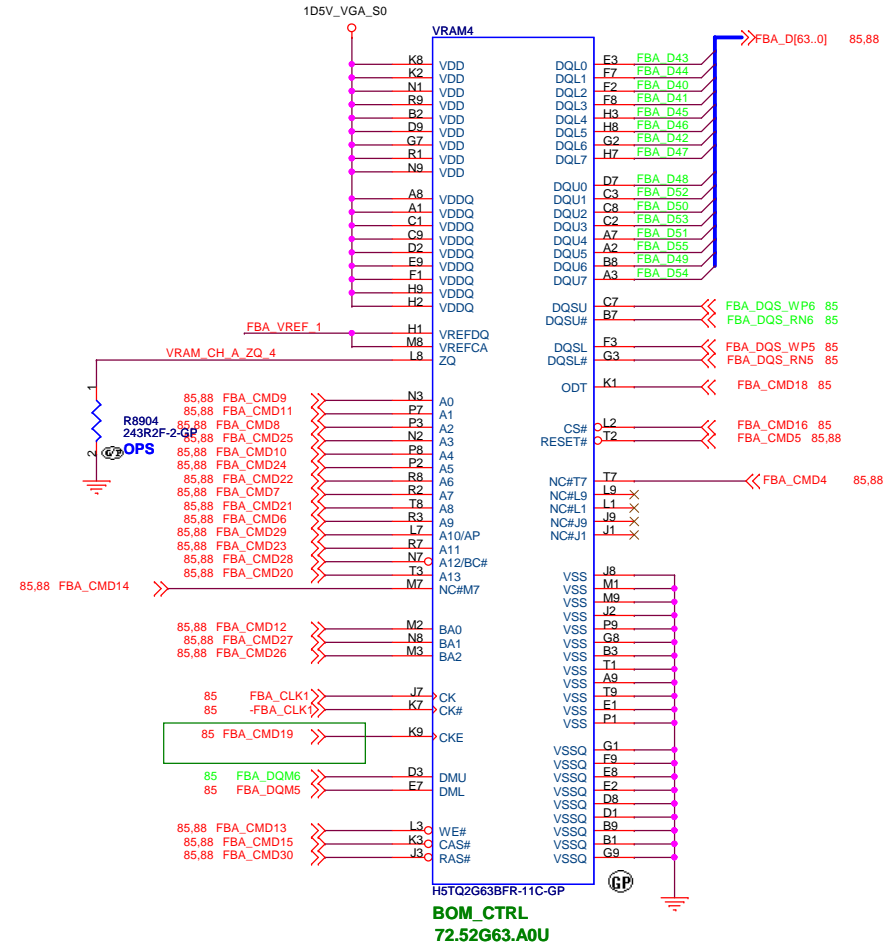 1D5V_VGA_S0
VRAM4
K8 VDD
K2 VDD
N1 VDD
R9 VDD
B2 VDD
D9 VDD
G7 VDD
R1 VDD
N9 VDD
A8 VDDQ
A1 VDDQ
C1 VDDQ
C9 VDDQ
D2 VDDQ
E9 VDDQ
F1 VDDQ
H9 VDDQ
H2 VDDQ
FBA_VREF_1 H1 VREFDQ
M8 VREFCA
VRAM_CH_A_ZQ_4 L8 ZQ
1
R8904
243R2F-2-GP
2 GP OPS
85,88 FBA_CMD9 N3 A0
85,88 FBA_CMD11 P7 A1
85,88 FBA_CMD8 P3 A2
85,88 FBA_CMD25 N2 A3
85,88 FBA_CMD10 P8 A4
85,88 FBA_CMD24 P2 A5
85,88 FBA_CMD22 R8 A6
85,88 FBA_CMD7 R2 A7
85,88 FBA_CMD21 T8 A8
85,88 FBA_CMD6 R3 A9
85,88 FBA_CMD29 L7 A10/AP
85,88 FBA_CMD23 R7 A11
85,88 FBA_CMD28 N7 A12/BC#
85,88 FBA_CMD20 T3 A13
85,88 FBA_CMD14 M7 NC#M7
85,88 FBA_CMD12 M2 BA0
85,88 FBA_CMD27 N8 BA1
85,88 FBA_CMD26 M3 BA2
85 FBA_CLK1 J7 CK
85 -FBA_CLK1 K7 CK#
85 FBA_CMD19 K9 CKE
85 FBA_DQM6 D3 DMU
85 FBA_DQM5 E7 DML
85,88 FBA_CMD13 L3 WE#
85,88 FBA_CMD15 K3 CAS#
85,88 FBA_CMD30 J3 RAS#
FBA_D[63..0] 85,88
DQL0 E3 FBA_D43
DQL1 F7 FBA_D44
DQL2 F2 FBA_D40
DQL3 F8 FBA_D41
DQL4 H3 FBA_D45
DQL5 H8 FBA_D46
DQL6 G2 FBA_D42
DQL7 H7 FBA_D47
DQU0 D7 FBA_D48
DQU1 C3 FBA_D52
DQU2 C8 FBA_D50
DQU3 C2 FBA_D53
DQU4 A7 FBA_D51
DQU5 A2 FBA_D55
DQU6 B8 FBA_D49
DQU7 A3 FBA_D54
DQSU C7 FBA_DQS_WP6 85
DQSU# B7 FBA_DQS_RN6 85
DQSL F3 FBA_DQS_WP5 85
DQSL# G3 FBA_DQS_RN5 85
ODT K1 FBA_CMD18 85
CS# L2 FBA_CMD16 85
RESET# T2 FBA_CMD5 85,88
NC#T7 T7 FBA_CMD4 85,88
NC#L9 L9
NC#L1 L1
NC#J9 J9
NC#J1 J1
VSS J8
VSS M1
VSS M9
VSS J2
VSS P9
VSS G8
VSS B3
VSS T1
VSS A9
VSS T9
VSS E1
VSS P1
VSSQ G1
VSSQ F9
VSSQ E8
VSSQ E2
VSSQ D8
VSSQ D1
VSSQ B9
VSSQ B1
VSSQ G9
H5TQ2G63BFR-11C-GP GP
BOM_CTRL
72.52G63.A0U